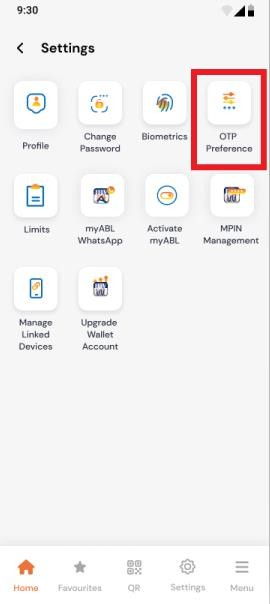 9:30
Settings
Profile
Change
Password
Biometrics
OTP
Preference
Limits
myABL
WhatsApp
Activate
myABL
MPIN
Management
Manage
Linked
Devices
Upgrade
Wallet
Account
Home
Favourites
QR
Settings
Menu